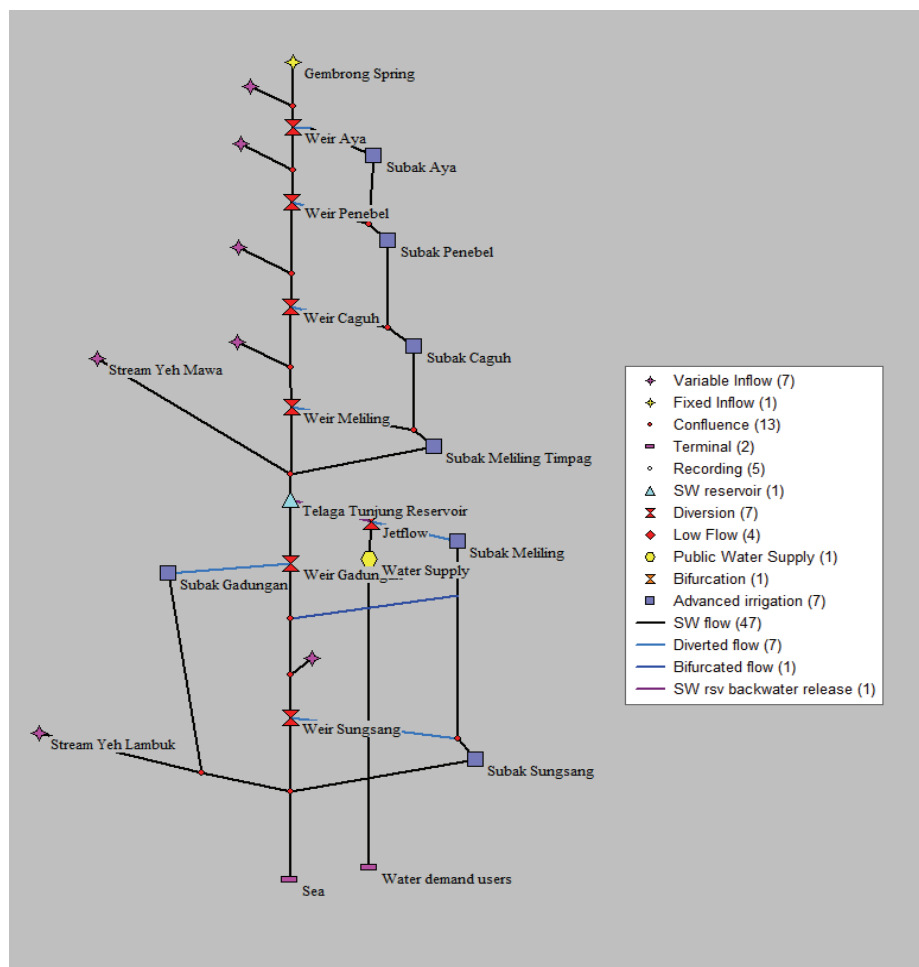 Gembrong Spring
Weir Aya
Subak Aya
Weir Penebel
Subak Penebel
Weir Caguh
Subak Caguh
Stream Yeh Mawa
Weir Meliling
Subak Meliling Timpag
Telaga Tunjung Reservoir
Jetflow
Subak Meliling
Water Supply
Weir Gadungan
Subak Gadungan
Weir Sungsang
Stream Yeh Lambuk
Subak Sungsang
Water demand users
Sea
Variable Inflow (7)
Fixed Inflow (1)
Confluence (13)
Terminal (2)
Recording (5)
SW reservoir (1)
Diversion (7)
Low Flow (4)
Public Water Supply (1)
Bifurcation (1)
Advanced irrigation (7)
SW flow (47)
Diverted flow (7)
Bifurcated flow (1)
SW rsv backwater release (1)